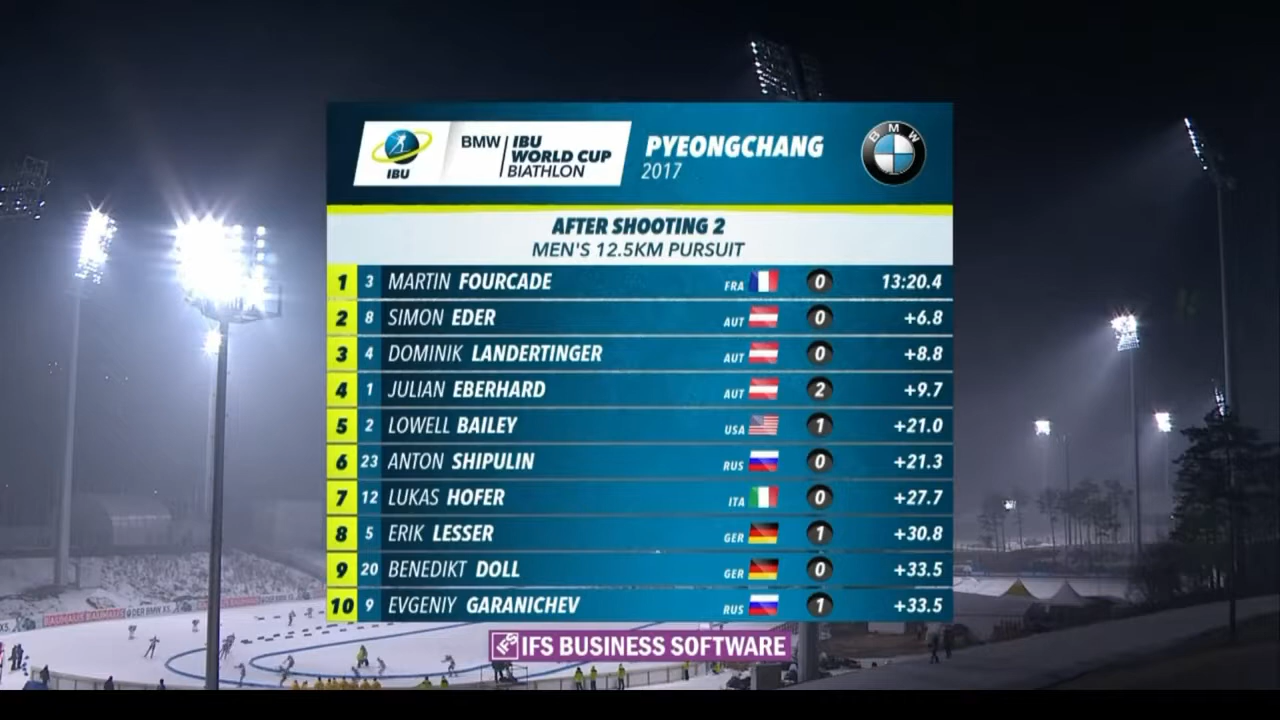 BMW IBU WORLD CUP BIATHLON
IBU
PYEONGCHANG
2017
BMW
AFTER SHOOTING 2
MEN'S 12.5KM PURSUIT
1 3 MARTIN FOURCADE FRA 0 13:20.4
2 8 SIMON EDER AUT 0 +6.8
3 4 DOMINIK LANDERTINGER AUT 0 +8.8
4 1 JULIAN EBERHARD AUT 2 +9.7
5 2 LOWELL BAILEY USA 1 +21.0
6 23 ANTON SHIPULIN RUS 0 +21.3
7 12 LUKAS HOFER ITA 0 +27.7
8 5 ERIK LESSER GER 1 +30.8
9 20 BENEDIKT DOLL GER 0 +33.5
10 9 EVGENIY GARANICHEV RUS 1 +33.5
IFS BUSINESS SOFTWARE